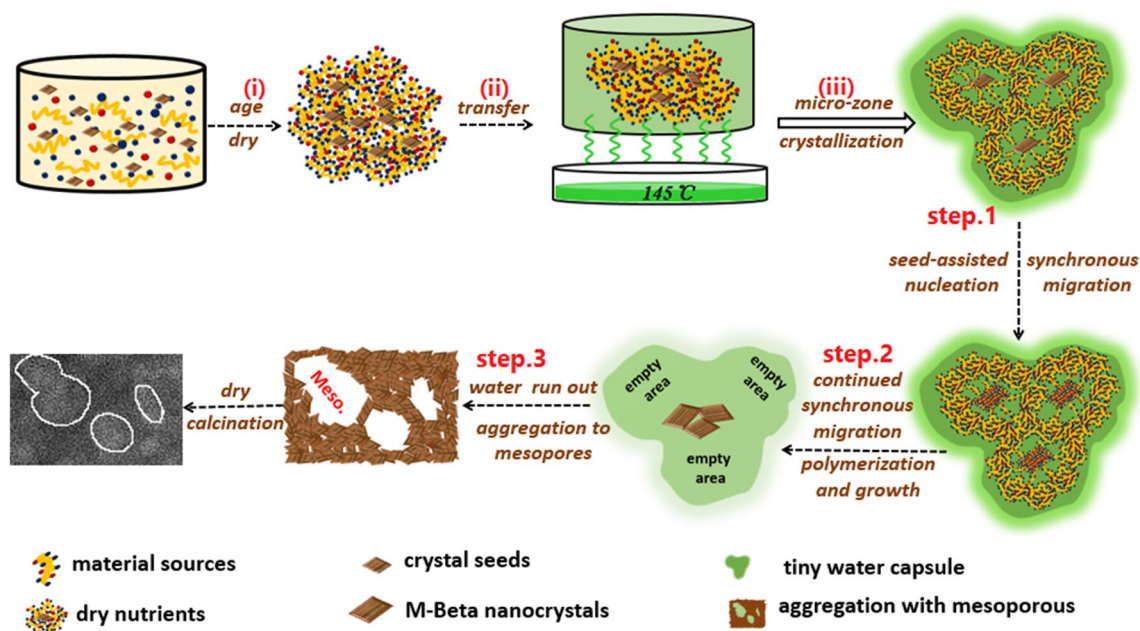 (i)
age
dry
(ii)
transfer
145℃
(iii)
micro-zone
crystallization
step.1
seed-assisted
nucleation
synchronous
migration
step.2
continued
synchronous
migration
polymerization
and growth
empty
area
empty
area
empty
area
step.3
water run out
aggregation to
mesopores
Meso.
dry
calcination
material sources
crystal seeds
tiny water capsule
dry nutrients
M-Beta nanocrystals
aggregation with mesoporous